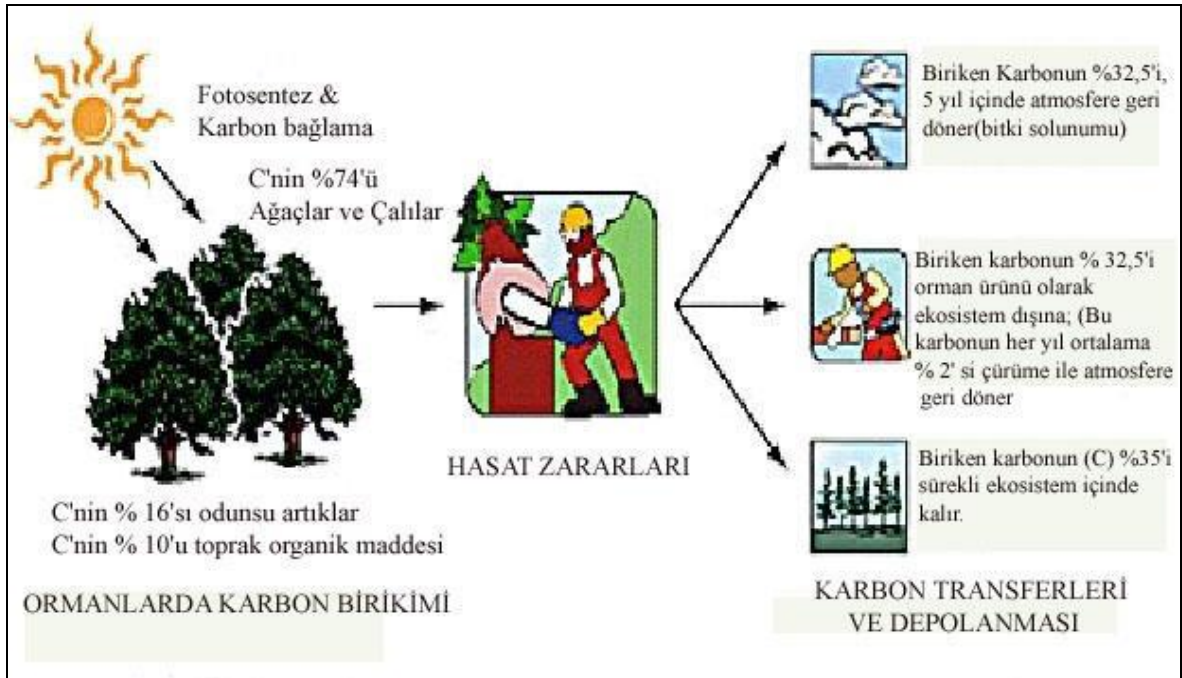 Fotosentez &
Karbon bağlama
C'nin %74'ü
Ağaçlar ve Çalılar
C'nin % 16'sı odunsu artıklar
C'nin % 10'u toprak organik maddesi
ORMANLARDA KARBON BİRİKİMİ
HASAT ZARARLARI
Biriken Karbonun %32,5'i,
5 yıl içinde atmosfere geri
döner(bitki solunumu)
Biriken karbonun % 32,5'i
orman ürünü olarak
ekosistem dışına; (Bu
karbonun her yıl ortalama
% 2' si çürüme ile atmosfere
geri döner
Biriken karbonun (C) %35'i
sürekli ekosistem içinde
kalır.
KARBON TRANSFERLERİ
VE DEPOLANMASI